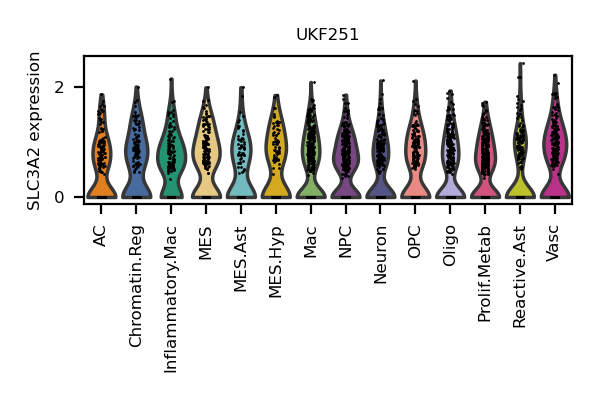 UKF251
SLC3A2 expression
2
0
AC
Chromatin.Reg
Inflammatory.Mac
MES
MES.Ast
MES.Hyp
Mac
NPC
Neuron
OPC
Oligo
Prolif.Metab
Reactive.Ast
Vasc